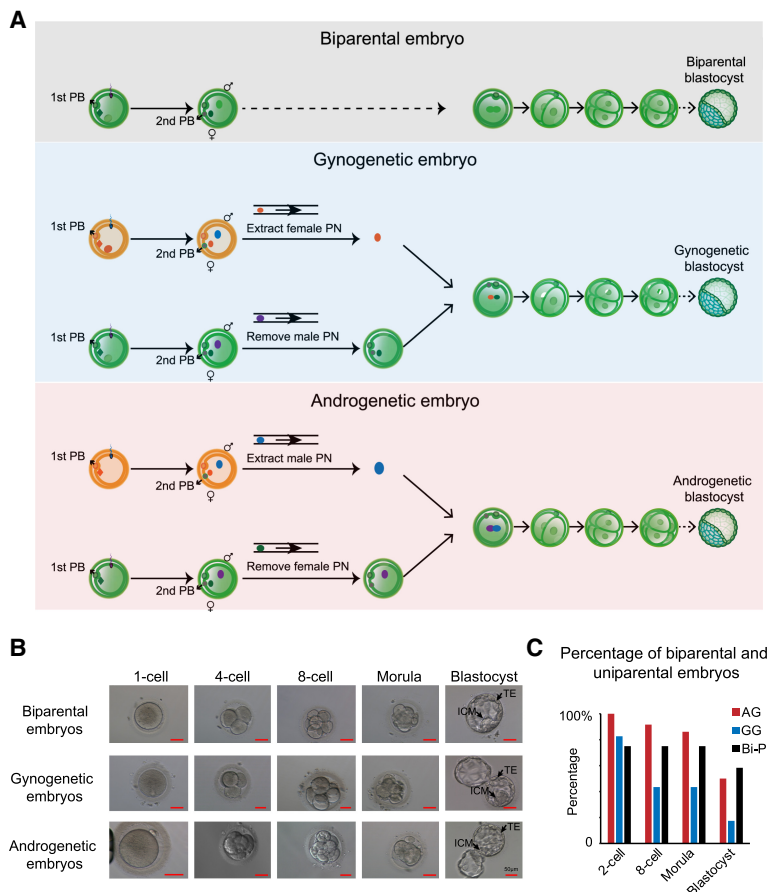 A
Biparental embryo
Biparental
blastocyst
1st PB
2nd PB
♂
♀
Gynogenetic embryo
1st PB
2nd PB
♂
♀
Extract female PN
Gynogenetic
blastocyst
1st PB
2nd PB
♂
♀
Remove male PN
Androgenetic embryo
1st PB
2nd PB
♂
♀
Extract male PN
Androgenetic
blastocyst
1st PB
2nd PB
♂
♀
Remove female PN
B
1-cell 4-cell 8-cell Morula Blastocyst
Biparental
embryos
TE
ICM
Gynogenetic
embryos
TE
ICM
Androgenetic
embryos
TE
ICM
50μm
C
Percentage of biparental and
uniparental embryos
100%
Percentage
0
AG
GG
Bi-P
2-cell
8-cell
Morula
Blastocyst